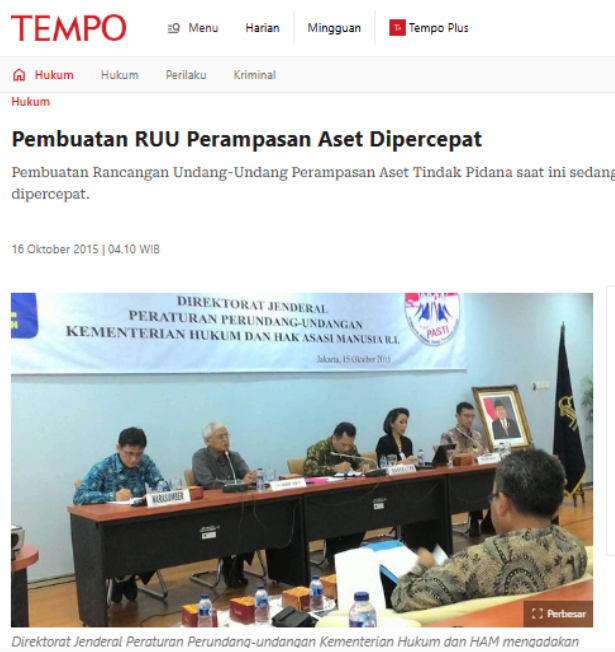 TEMPO
Menu Harian Mingguan Tempo Plus
Hukum Hukum Perilaku Kriminal
Hukum
Pembuatan RUU Perampasan Aset Dipercepat
Pembuatan Rancangan Undang-Undang Perampasan Aset Tindak Pidana saat ini sedang
dipercepat.
16 Oktober 2015 | 04.10 WIB
DIREKTORAT JENDERAL
PERATURAN PERUNDANG-UNDANGAN
KEMENTERIAN HUKUM DAN HAK ASASI MANUSIA R.I.
PASTI
Jakarta, 15 Oktober 2015
NARASUMBER
Perbesar
Direktorat Jenderal Peraturan Perundang-undangan Kementerian Hukum dan HAM mengadakan